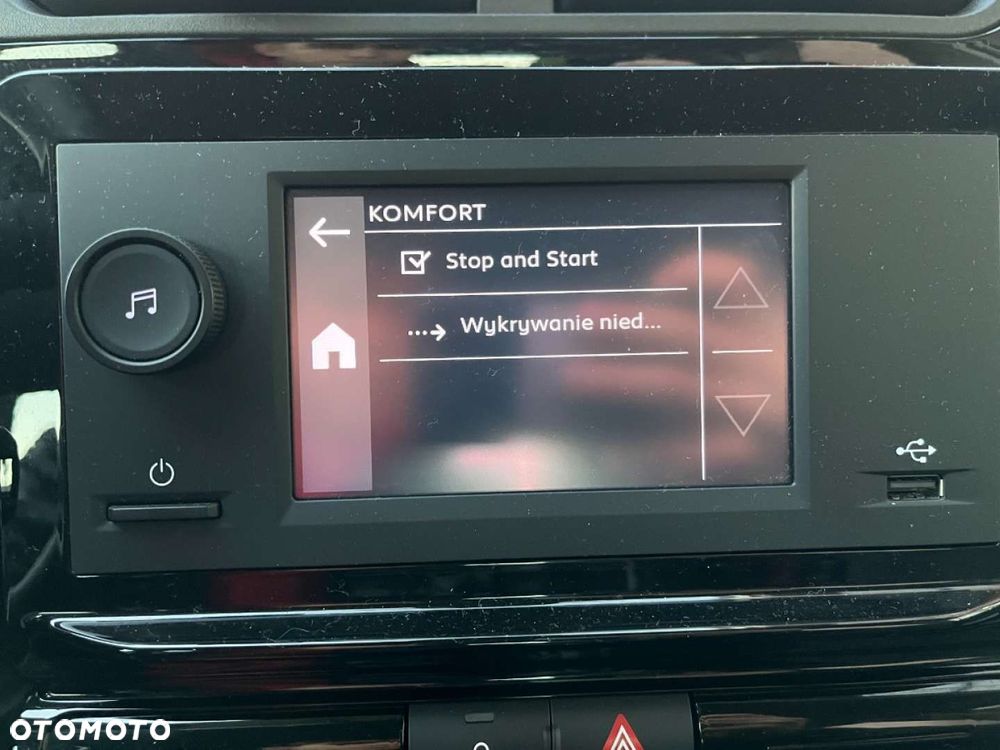 KOMFORT
Stop and Start
Wykrywanie nied...
OTOMOTO